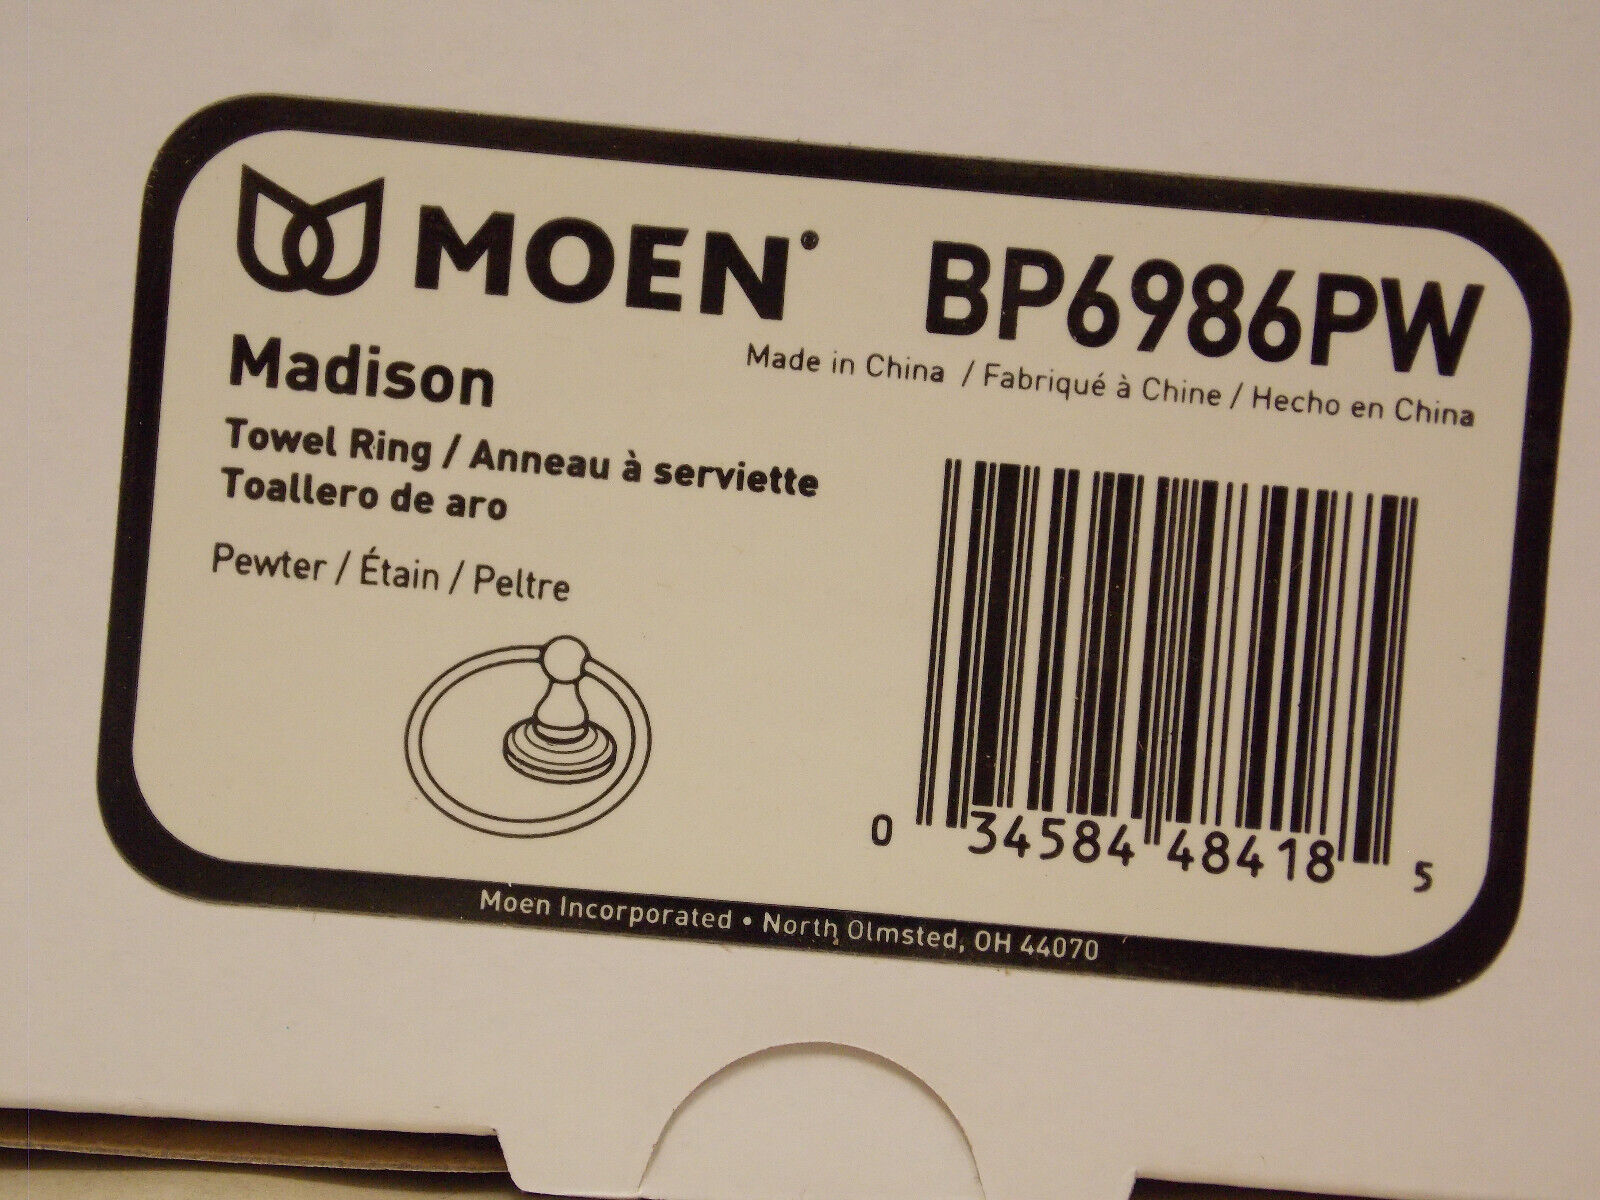 MOEN® BP6986PW
Made in China / Fabriqué à Chine / Hecho en China
Madison
Towel Ring / Anneau à serviette
Toallero de aro
Pewter / Étain / Peltre
0 34584 48418 5
Moen Incorporated • North Olmsted, OH 44070